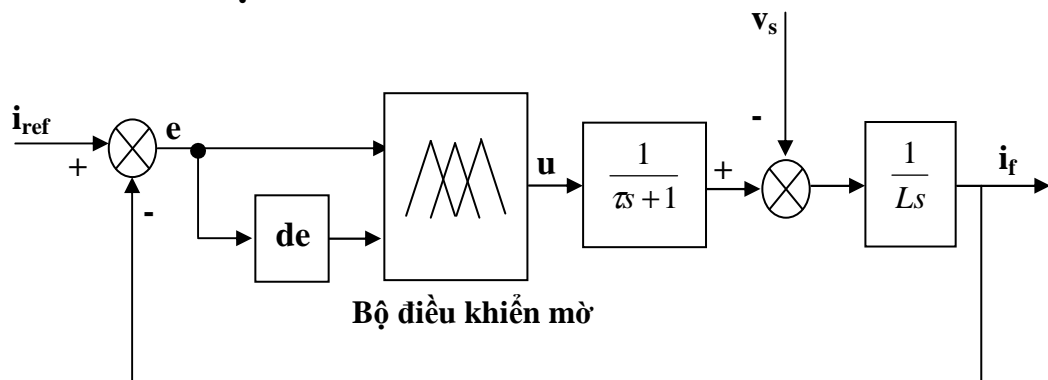 v_s
i_ref
+
e
-
de
Bộ điều khiển mờ
u
1
τs + 1
+
-
1
Ls
i_f